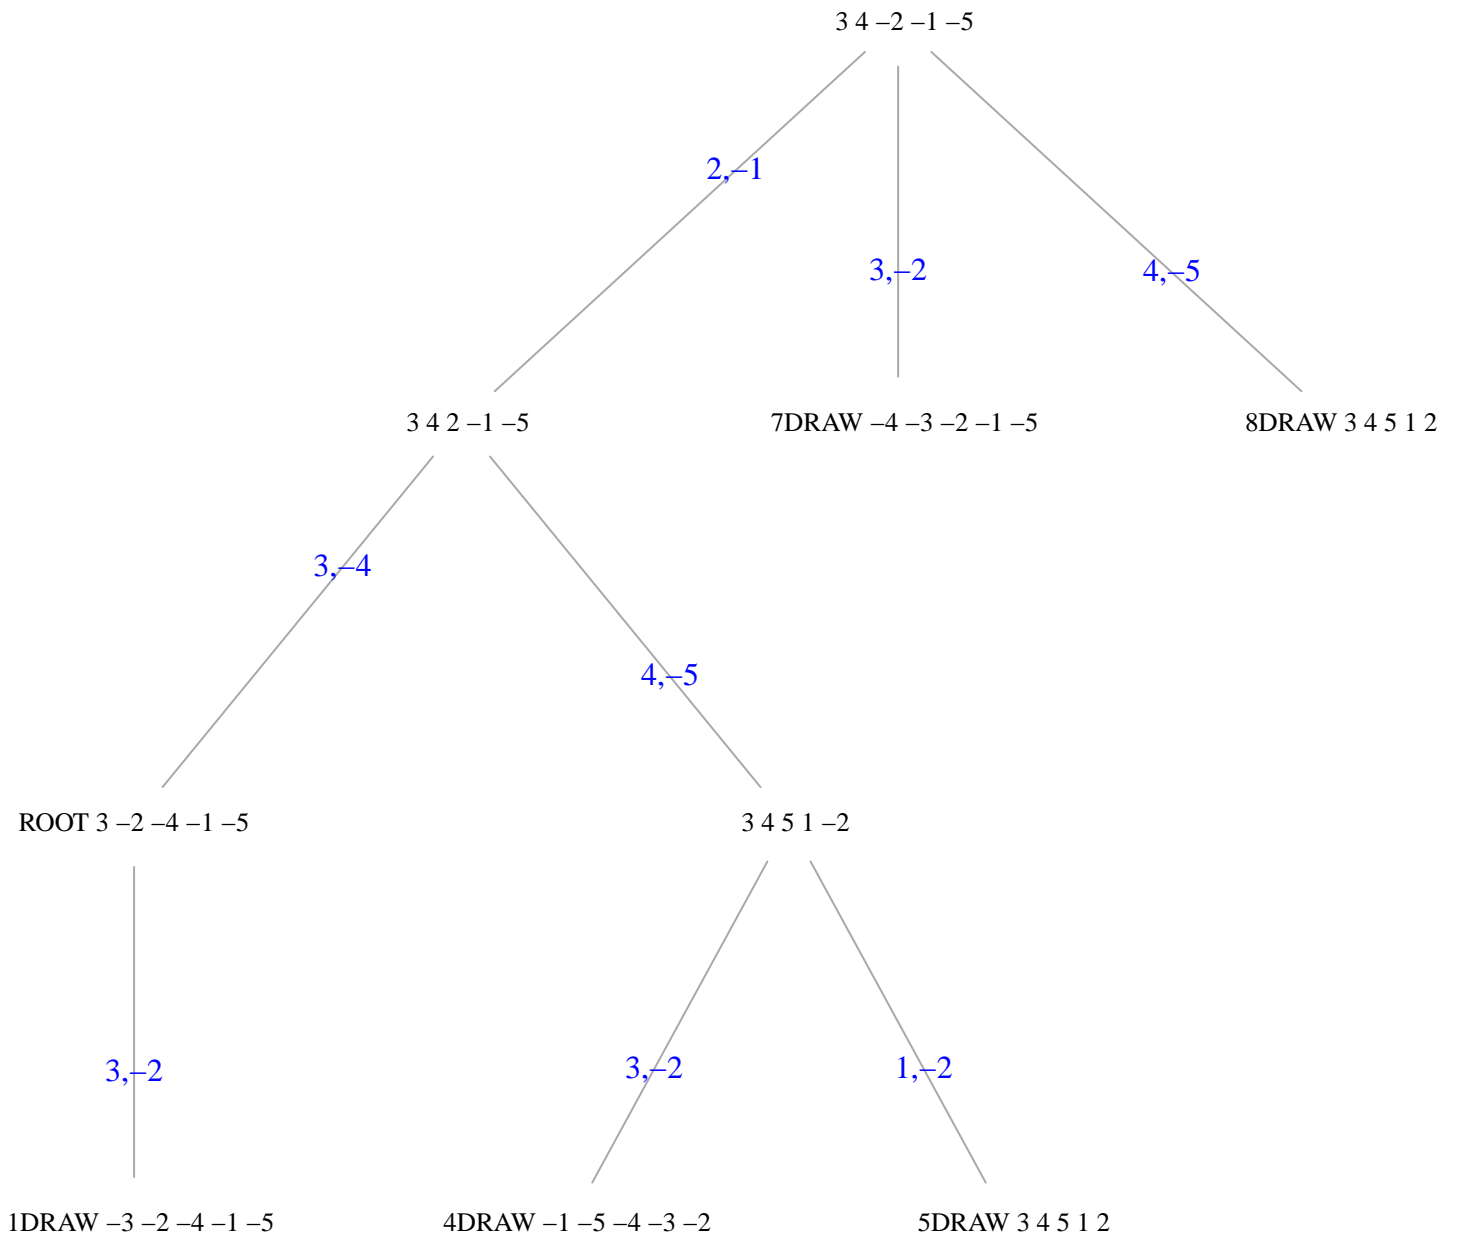 3 4 –2 –1 –5
2,–1
3,–2
4,–5
3 4 2 –1 –5
7DRAW –4 –3 –2 –1 –5
8DRAW 3 4 5 1 2
3,–4
4,–5
ROOT 3 –2 –4 –1 –5
3 4 5 1 –2
3,–2
3,–2
1,–2
1DRAW –3 –2 –4 –1 –5
4DRAW –1 –5 –4 –3 –2
5DRAW 3 4 5 1 2